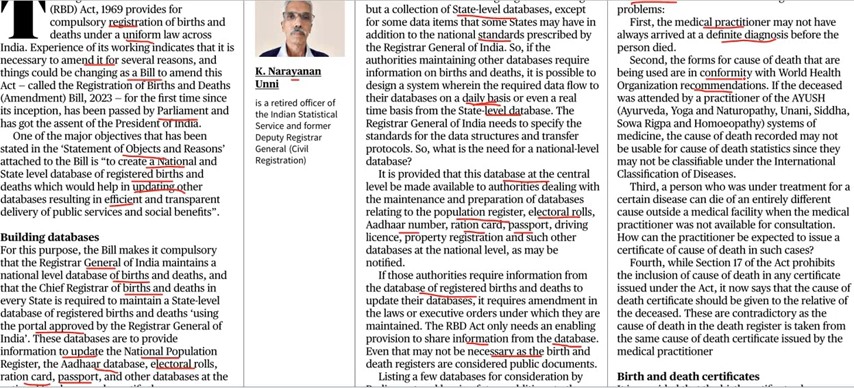 (RBD) Act, 1969 provides for
compulsory registration of births and
deaths under a uniform law across
India. Experience of its working indicates that it is
necessary to amend it for several reasons, and
things could be changing as a Bill to amend this
Act — called the Registration of Births and Deaths
(Amendment) Bill, 2023 — for the first time since
its inception, has been passed by Parliament and
has got the assent of the President of India.
One of the major objectives that has been
stated in the ‘Statement of Objects and Reasons’
attached to the Bill is “to create a National and
State level database of registered births and
deaths which would help in updating other
databases resulting in efficient and transparent
delivery of public services and social benefits”.
Building databases
For this purpose, the Bill makes it compulsory
that the Registrar General of India maintains a
national level database of births and deaths, and
that the Chief Registrar of births and deaths in
every State is required to maintain a State-level
database of registered births and deaths ‘using
the portal approved by the Registrar General of
India’. These databases are to provide
information to update the National Population
Register, the Aadhaar database, electoral rolls,
ration card, passport, and other databases at the
K. Narayanan
Unni
is a retired officer of
the Indian Statistical
Service and former
Deputy Registrar
General (Civil
Registration)
but a collection of State-level databases, except
for some data items that some States may have in
addition to the national standards prescribed by
the Registrar General of India. So, if the
authorities maintaining other databases require
information on births and deaths, it is possible to
design a system wherein the required data flow to
their databases on a daily basis or even a real
time basis from the State-level database. The
Registrar General of India needs to specify the
standards for the data structures and transfer
protocols. So, what is the need for a national-level
database?
It is provided that this database at the central
level be made available to authorities dealing with
the maintenance and preparation of databases
relating to the population register, electoral rolls,
Aadhaar number, ration card, passport, driving
licence, property registration and such other
databases at the national level, as may be
notified.
If those authorities require information from
the database of registered births and deaths to
update their databases, it requires amendment in
the laws or executive orders under which they are
maintained. The RBD Act only needs an enabling
provision to share information from the database.
Even that may not be necessary as the birth and
death registers are considered public documents.
Listing a few databases for consideration by
problems:
First, the medical practitioner may not have
always arrived at a definite diagnosis before the
person died.
Second, the forms for cause of death that are
being used are in conformity with World Health
Organization recommendations. If the deceased
was attended by a practitioner of the AYUSH
(Ayurveda, Yoga and Naturopathy, Unani, Siddha,
Sowa Rigpa and Homoeopathy) systems of
medicine, the cause of death recorded may not
be usable for cause of death statistics since they
may not be classifiable under the International
Classification of Diseases.
Third, a person who was under treatment for a
certain disease can die of an entirely different
cause outside a medical facility when the medical
practitioner was not available for consultation.
How can the practitioner be expected to issue a
certificate of cause of death in such cases?
Fourth, while Section 17 of the Act prohibits
the inclusion of cause of death in any certificate
issued under the Act, it now says that the cause of
death certificate should be given to the relative of
the deceased. These are contradictory as the
cause of death in the death register is taken from
the same cause of death certificate issued by the
medical practitioner
Birth and death certificates